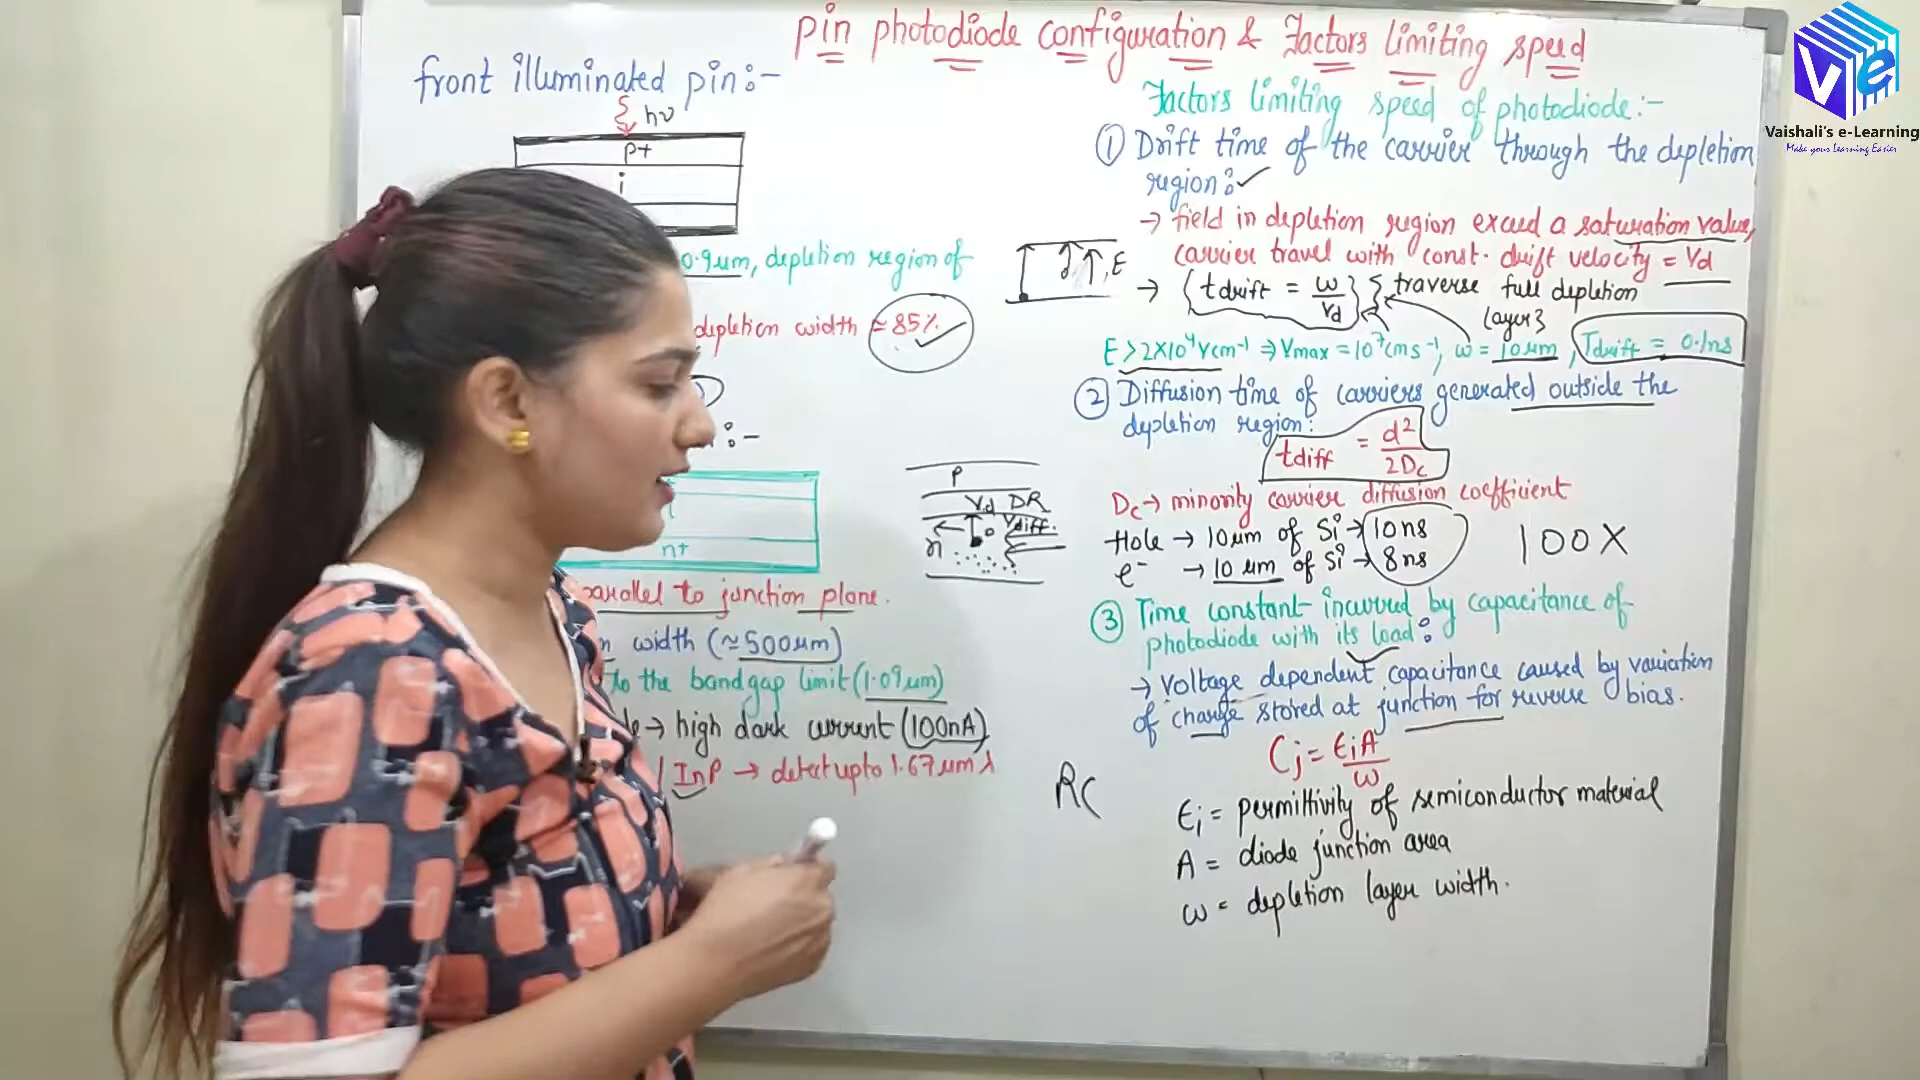 pin photodiode configuration & Factors limiting speed
front illuminated pin:-
hν
p+
i
0.9um, depletion region of
depletion width ≈ 85%
:-
n+
parallel to junction plane.
width (≈500um)
to the bandgap limit (1.09um)
→ high dark current (100nA)
/ InP → detect upto 1.67um λ
Factors limiting speed of photodiode:-
① Drift time of the carrier through the depletion
region:
→ field in depletion region exceed a saturation value,
carrier travel with const. drift velocity = Vd
→ {tdrift = w/Vd} {traverse full depletion
layer}
E
E > 2×10⁴ Vcm⁻¹ ⇒ Vmax = 10⁷ cms⁻¹, w = 10um, Tdrift = 0.1ns
② Diffusion time of carriers generated outside the
depletion region:
tdiff = d²/2Dc
P
Vd DR
Vdiff.
n
Dc → minority carrier diffusion coefficient
Hole → 10um of Si → 10ns
e⁻ → 10 um of Si → 8ns
100X
③ Time constant incurred by capacitance of
photodiode with its load:
→ Voltage dependent capacitance caused by variation
of charge stored at junction for reverse bias.
Cj = εiA/w
RC
εi = permittivity of semiconductor material
A = diode junction area
w = depletion layer width.
Ve
Vaishali's e-Learning
Make your Learning Easier